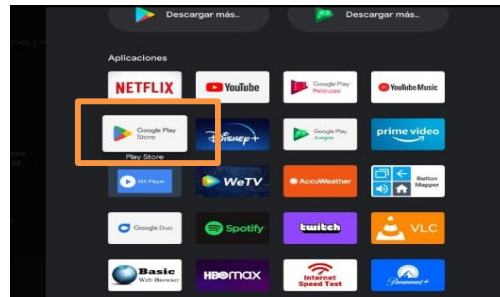 Descargar más..
Descargar más..
Aplicaciones
NETFLIX
YouTube
Google Play
Películas
YouTube Music
Google Play
Store
Disney+
Google Play
Juegos
prime video
Play Store
MX Player
WeTV
AccuWeather
Button
Mapper
Google Duo
Spotify
twitch
VLC
Basic
Web Browser
HBOmax
Internet
Speed Test
Paramount+